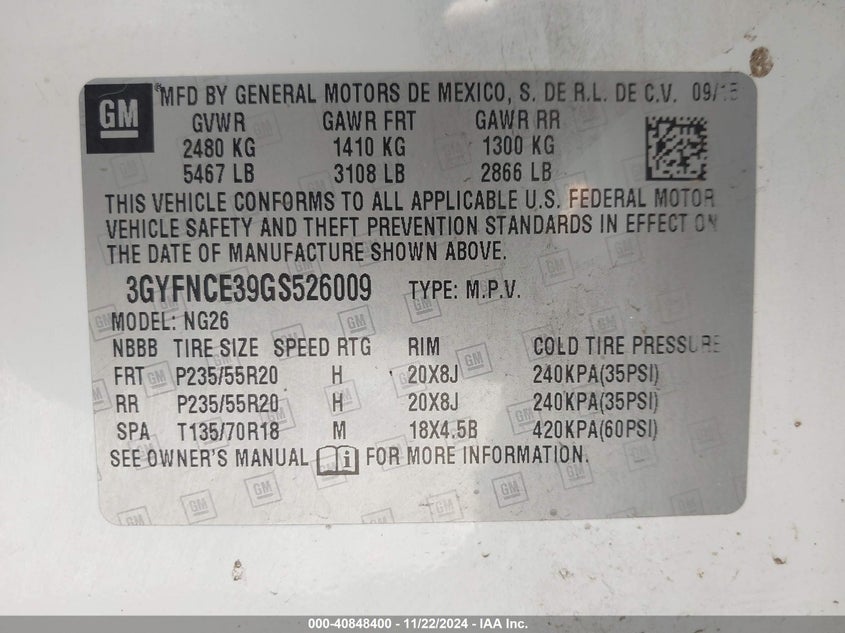 GM
MFD BY GENERAL MOTORS DE MEXICO, S. DE R.L. DE C.V. 09/15
GVWR GAWR FRT GAWR RR
2480 KG 1410 KG 1300 KG
5467 LB 3108 LB 2866 LB
THIS VEHICLE CONFORMS TO ALL APPLICABLE U.S. FEDERAL MOTOR
VEHICLE SAFETY AND THEFT PREVENTION STANDARDS IN EFFECT ON
THE DATE OF MANUFACTURE SHOWN ABOVE.
3GYFNCE39GS526009 TYPE: M.P.V.
MODEL: NG26
NBBB TIRE SIZE SPEED RTG RIM COLD TIRE PRESSURE
FRT P235/55R20 H 20X8J 240KPA(35PSI)
RR P235/55R20 H 20X8J 240KPA(35PSI)
SPA T135/70R18 M 18X4.5B 420KPA(60PSI)
SEE OWNER'S MANUAL FOR MORE INFORMATION.
000-40848400 - 11/22/2024 - IAA Inc.